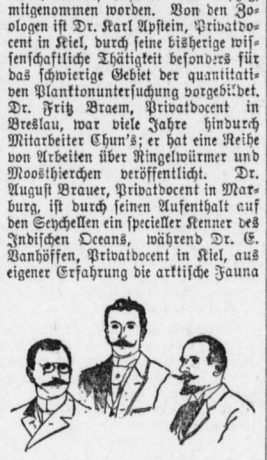 mitgenommen worden. Von den Zo-
ologen ist Dr. Karl Apstein, Privatdo-
cent in Kiel, durch seine bisherige wis-
senschaftliche Thätigkeit besonders für
das schwierige Gebiet der quantitati-
ven Planktonuntersuchung vorgebildet.
Dr. Fritz Braem, Privatdocent in
Breslau, war viele Jahre hindurch
Mitarbeiter Chun's; er hat eine Reihe
von Arbeiten über Ringelwürmer und
Moosthierchen veröffentlicht. Dr.
August Brauer, Privatdocent in Mar-
burg, ist durch seinen Aufenthalt auf
den Seychellen ein specieller Kenner des
Indischen Oceans, während Dr. E.
Vanhöffen, Privatdocent in Kiel, aus
eigener Erfahrung die arktische Fauna